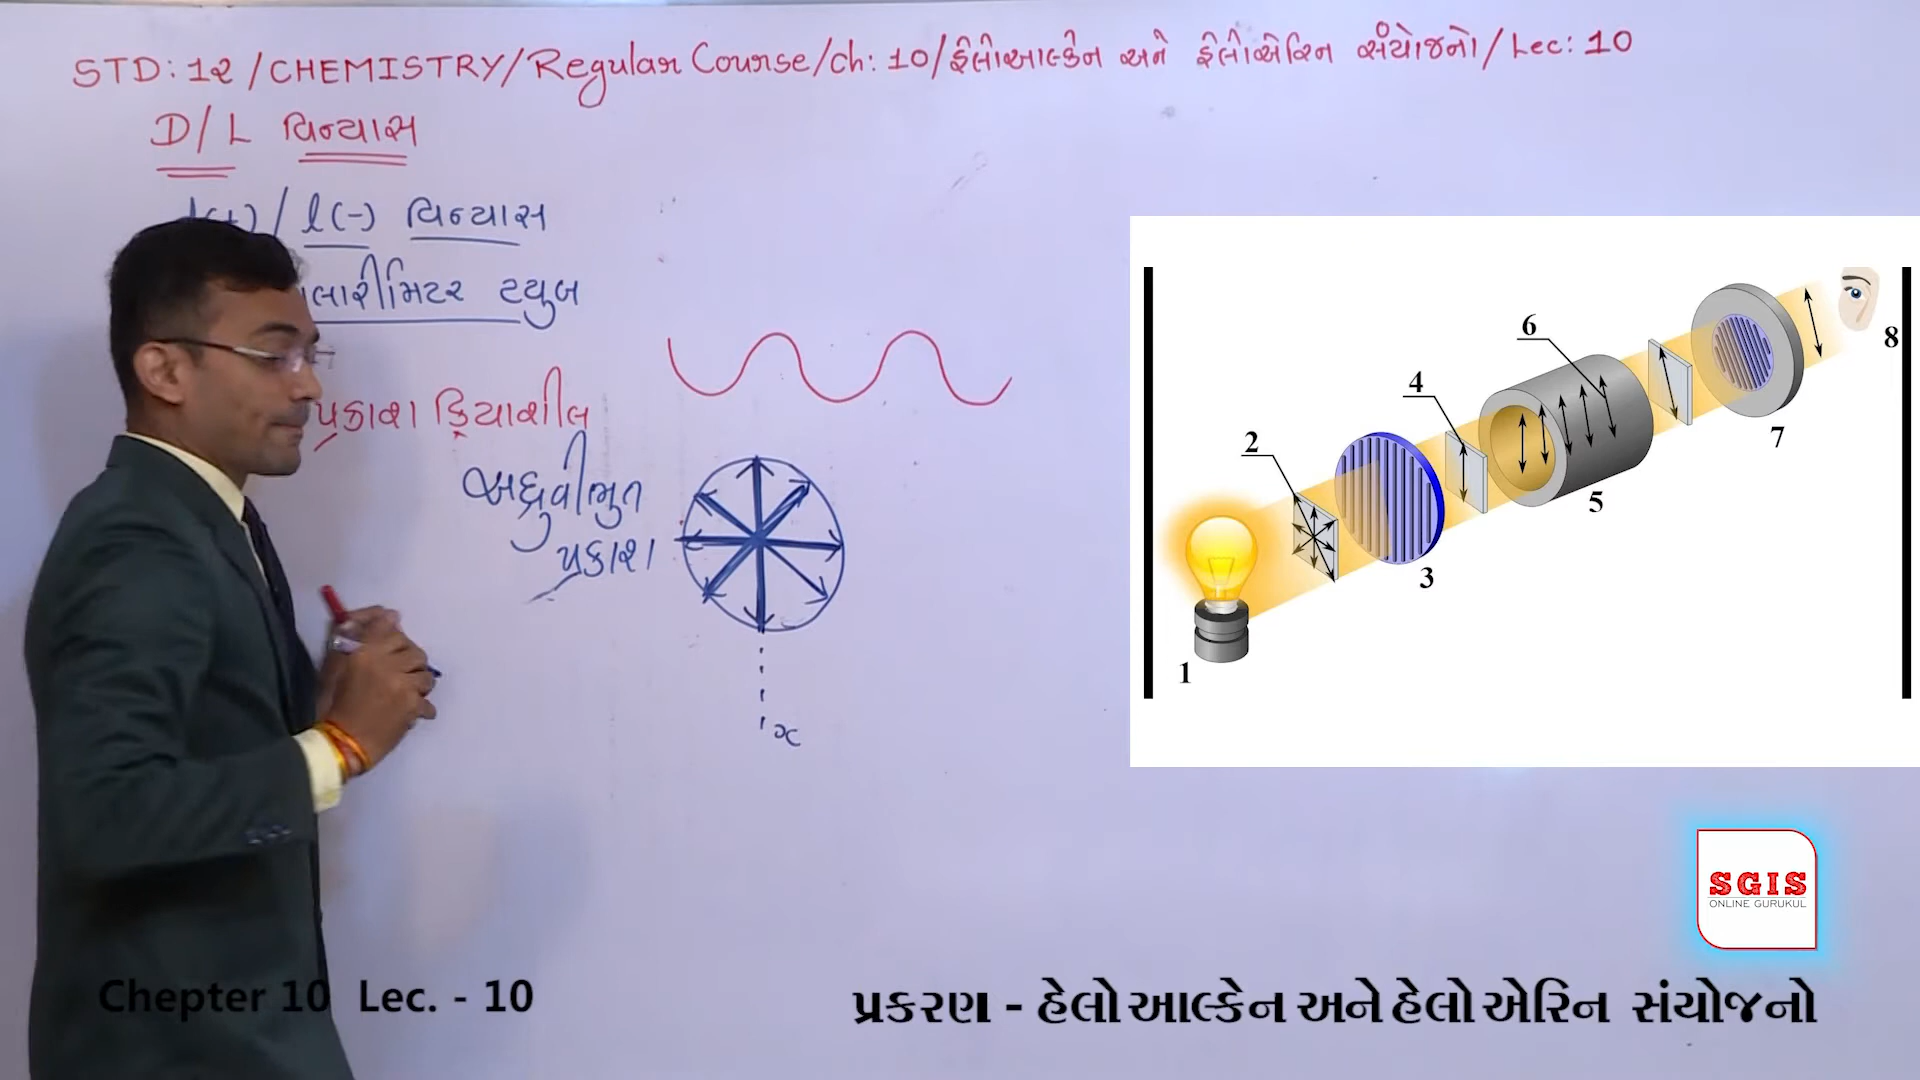 STD: 12 / CHEMISTRY / Regular Course / ch: 10 / હેલોઆલ્કેન અને હેલોએરિન સંયોજનો / Lec: 10
D/L વિન્યાસ
(+) / l(-) વિન્યાસ
લારીમિટર ટ્યુબ
પ્રકાશ ક્રિયાશીલ
અધ્રુવીભુત
પ્રકાશ
x
1
2
3
4
5
6
7
8
SGIS
ONLINE GURUKUL
Chepter 10 Lec. - 10
પ્રકરણ - હેલોઆલ્કેન અને હેલોએરિન સંયોજનો